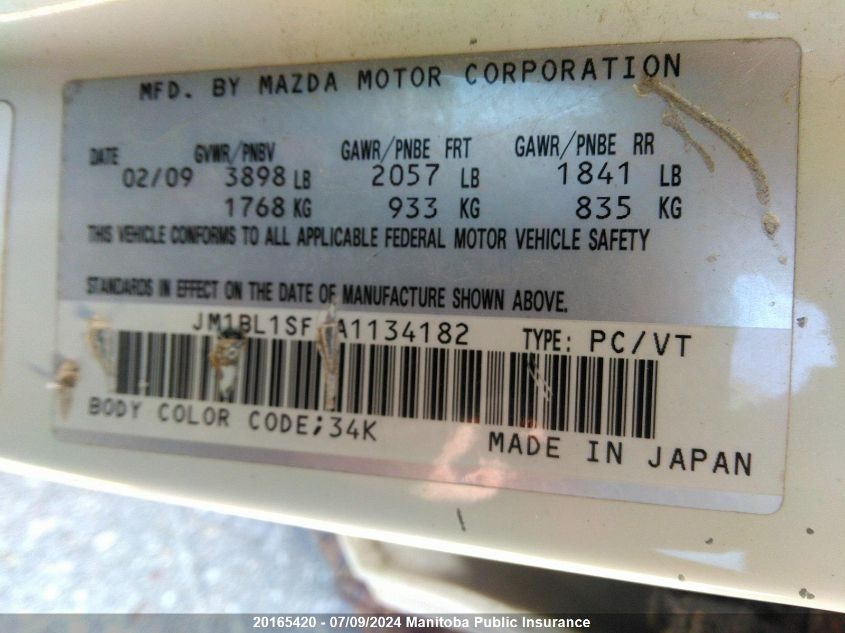 MFD. BY MAZDA MOTOR CORPORATION
DATE GVWR/PNBV GAWR/PNBE FRT GAWR/PNBE RR
02/09 3898 LB 2057 LB 1841 LB
1768 KG 933 KG 835 KG
THIS VEHICLE CONFORMS TO ALL APPLICABLE FEDERAL MOTOR VEHICLE SAFETY
STANDARDS IN EFFECT ON THE DATE OF MANUFACTURE SHOWN ABOVE.
TYPE: PC/VT
BODY COLOR CODE;34K
MADE IN JAPAN
20165420 - 07/09/2024 Manitoba Public Insurance